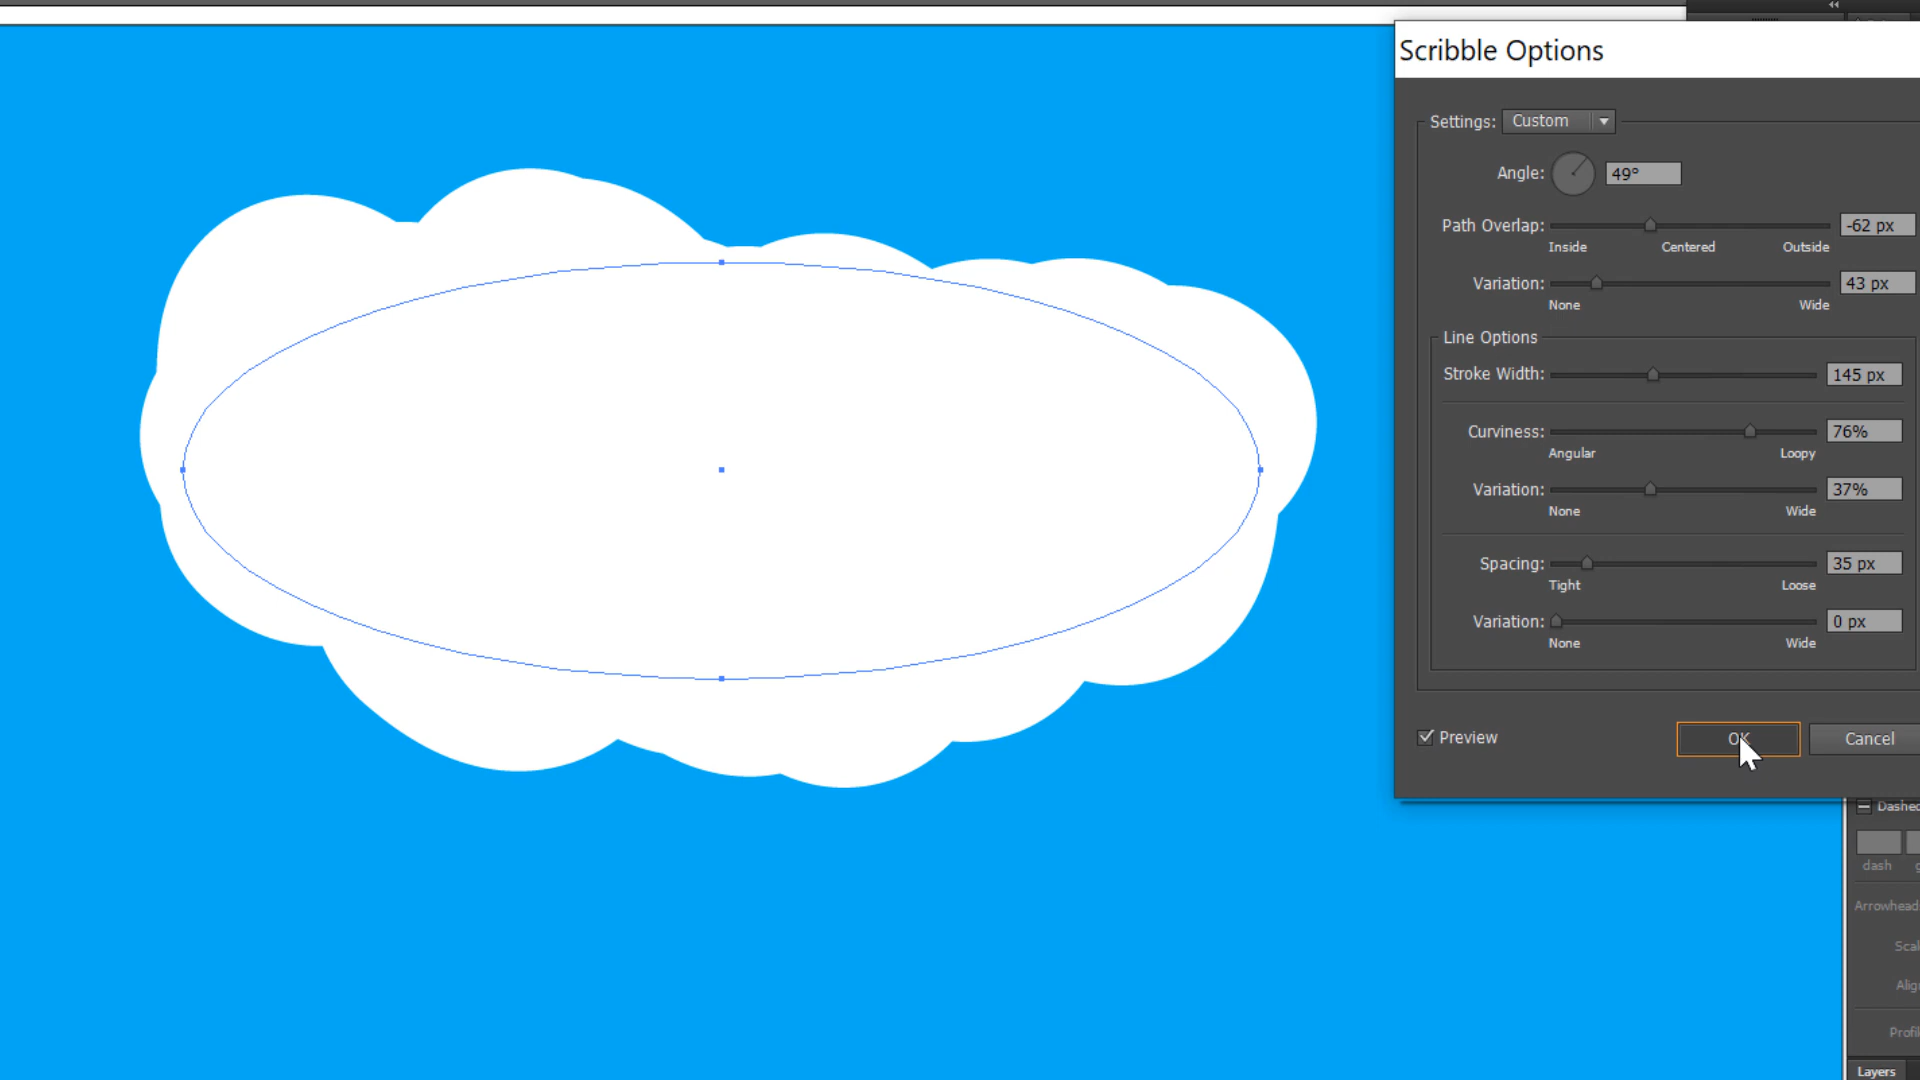 Scribble Options
Settings: Custom
Angle: 49°
Path Overlap: -62 px
Inside Centered Outside
Variation: 43 px
None Wide
Line Options
Stroke Width: 145 px
Curviness: 76%
Angular Loopy
Variation: 37%
None Wide
Spacing: 35 px
Tight Loose
Variation: 0 px
None Wide
Preview OK Cancel
Dashed
dash
Arrowheads
Layers